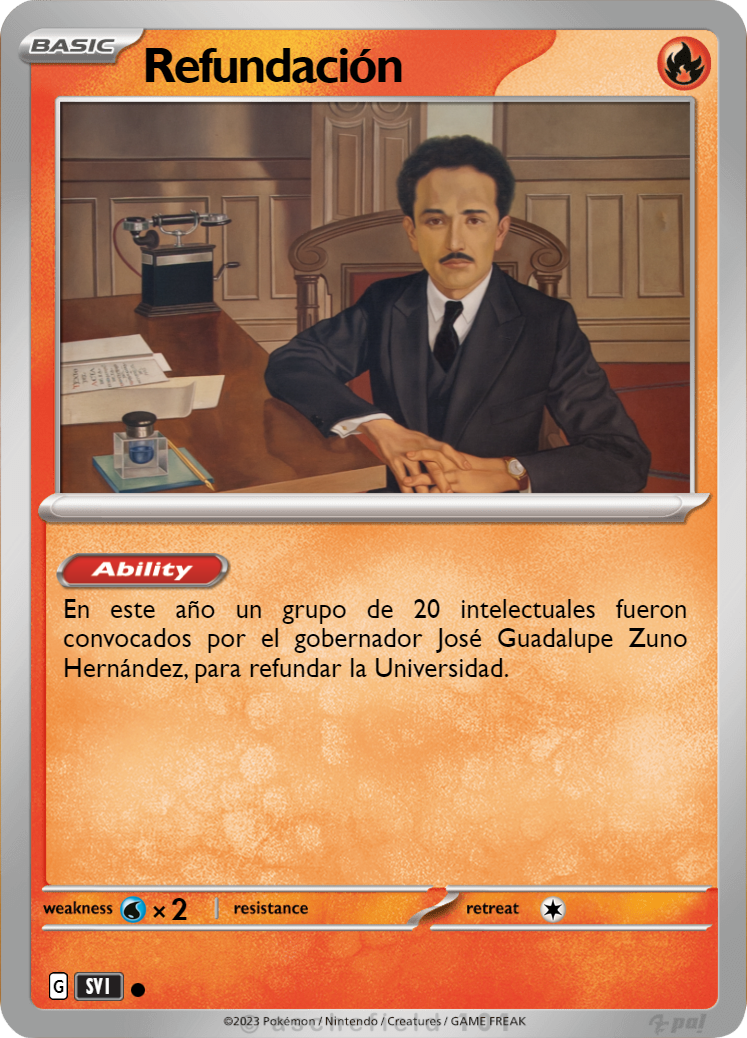 BASIC
Refundación
Ability
En este año un grupo de 20 intelectuales fueron
convocados por el gobernador José Guadalupe Zuno
Hernández, para refundar la Universidad.
weakness × 2 | resistance retreat
G SVI
©2023 Pokémon / Nintendo / Creatures / GAME FREAK